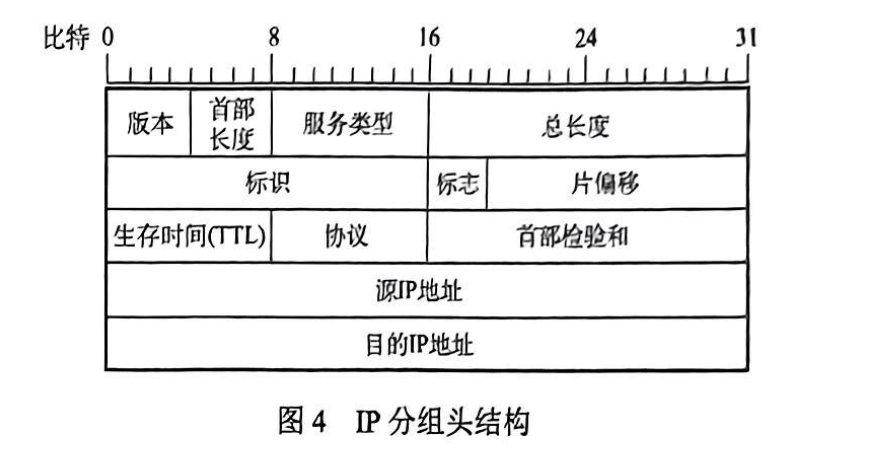 比特 0 8 16 24 31
版本 首部长度 服务类型 总长度
标识 标志 片偏移
生存时间(TTL) 协议 首部检验和
源IP地址
目的IP地址
图 4 IP 分组头结构